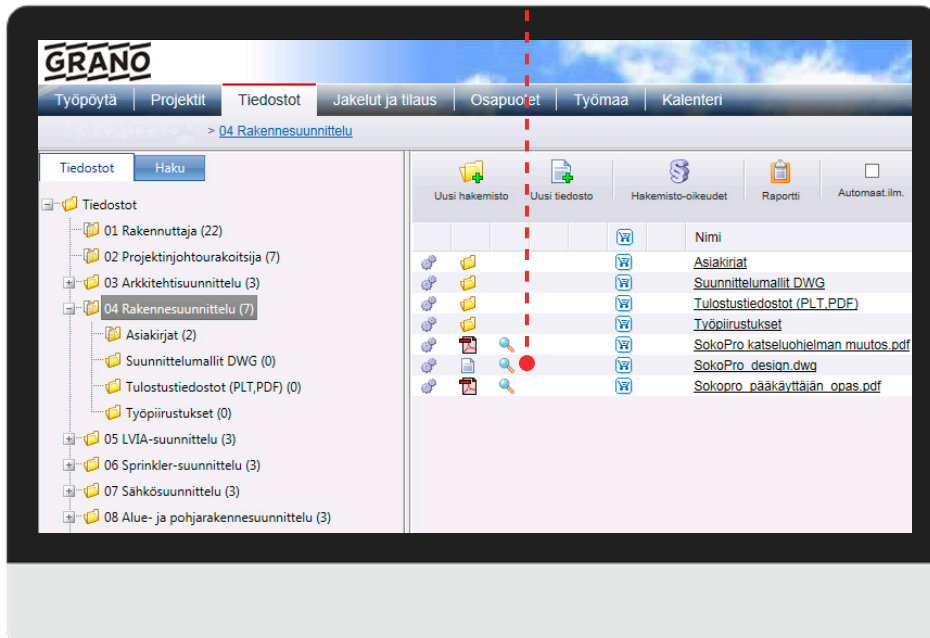 GRANO
Työpöytä Projektit Tiedostot Jakelut ja tilaus Osapuolet Työmaa Kalenteri
> 04 Rakennesuunnittelu
Tiedostot Haku
Uusi hakemisto Uusi tiedosto Hakemisto-oikeudet Raportti Automaat.ilm.
Tiedostot
01 Rakennuttaja (22)
02 Projektinjohtourakoitsija (7)
03 Arkkitehtisuunnittelu (3)
04 Rakennesuunnittelu (7)
Asiakirjat (2)
Suunnittelumallit DWG (0)
Tulostustiedostot (PLT,PDF) (0)
Työpiirustukset (0)
05 LVIA-suunnittelu (3)
06 Sprinkler-suunnittelu (3)
07 Sähkösuunnittelu (3)
08 Alue- ja pohjarakennesuunnittelu (3)
Nimi
Asiakirjat
Suunnittelumallit DWG
Tulostustiedostot (PLT,PDF)
Työpiirustukset
SokoPro katseluohjelman muutos.pdf
SokoPro_design.dwg
Sokopro_pääkäyttäjän_opas.pdf